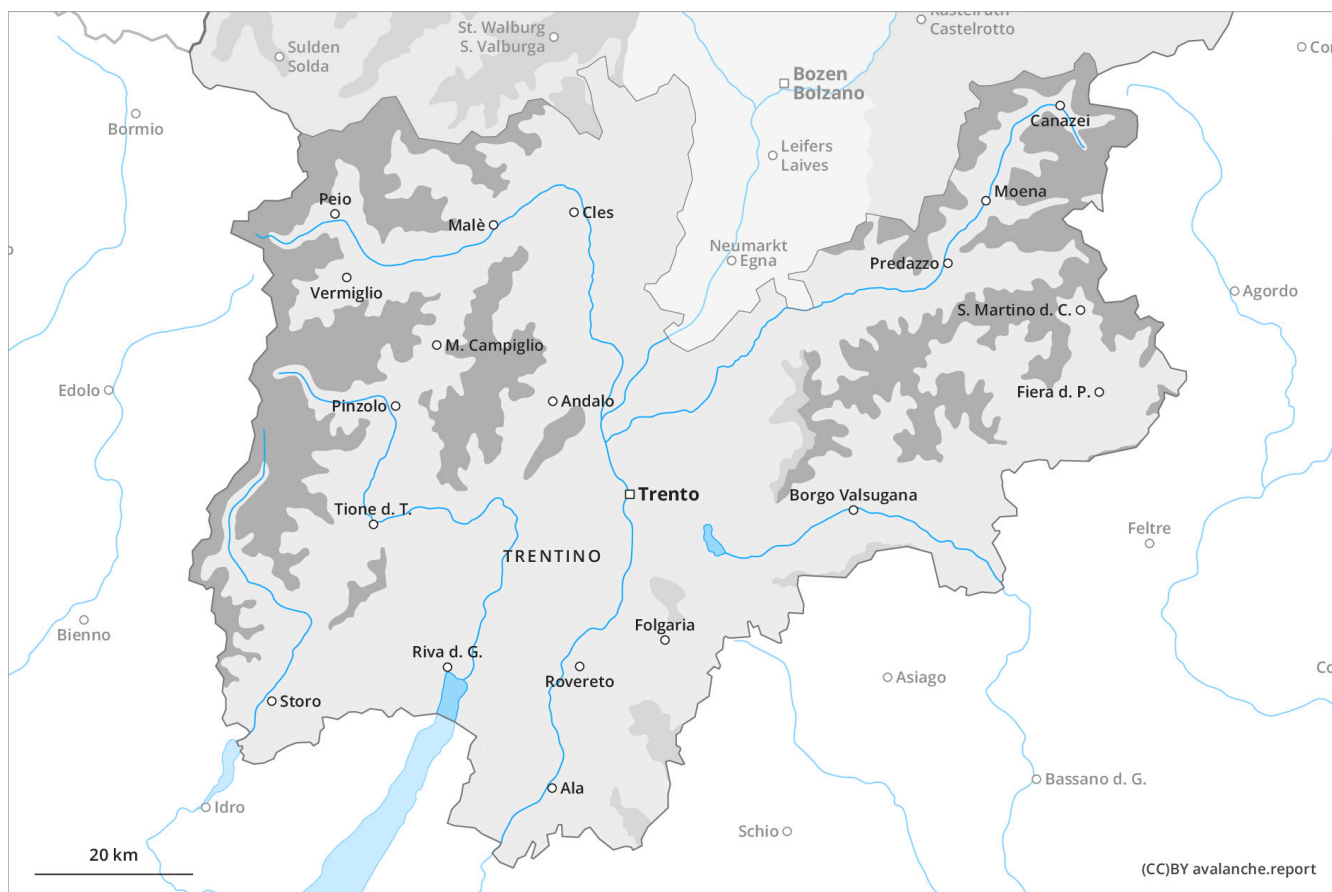 Kastelruth
Castelrotto
St. Walburg
S. Valburga
Sulden
Solda
Bozen
Bolzano
Bormio
Canazei
Leifers
Laives
Peio
Moena
Malè
Cles
Neumarkt
Egna
Predazzo
Vermiglio
Agordo
S. Martino d. C.
M. Campiglio
Edolo
Pinzolo
Andalo
Fiera d. P.
Trento
Borgo Valsugana
Tione d. T.
Feltre
TRENTINO
Bienno
Folgaria
Riva d. G.
Rovereto
Asiago
Storo
Bassano d. G.
Ala
Idro
Schio
20 km
(CC)BY avalanche.report